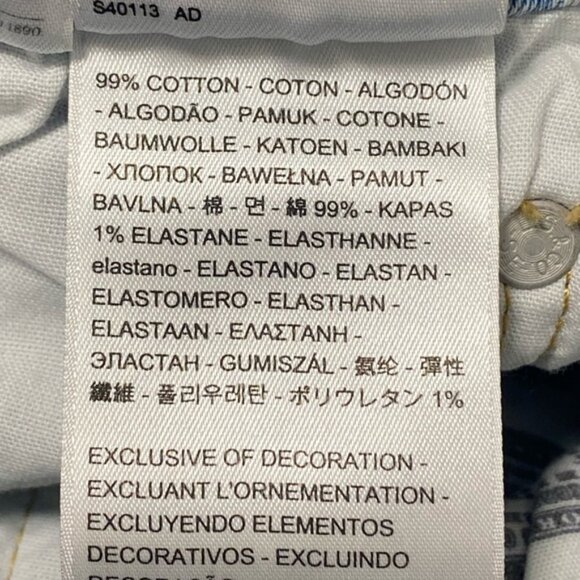 S40113 AD
1890
99% COTTON - COTON - ALGODÓN
- ALGODÃO - PAMUK - COTONE -
BAUMWOLLE - KATOEN - BAMBAKI
- ХЛОПОК - BAWEŁNA - PAMUT -
BAVLNA - 棉 - 면 - 綿 99% - KAPAS
1% ELASTANE - ELASTHANNE -
elastano - ELASTANO - ELASTAN -
ELASTOMERO - ELASTHAN -
ELASTAAN - ΕΛΑΣΤΑΝΗ -
ЭЛАСТАН - GUMISZÁL - 氨纶 - 彈性
纖維 - 폴리우레탄 - ポリウレタン 1%
EXCLUSIVE OF DECORATION -
EXCLUANT L'ORNEMENTATION -
EXCLUYENDO ELEMENTOS
DECORATIVOS - EXCLUINDO